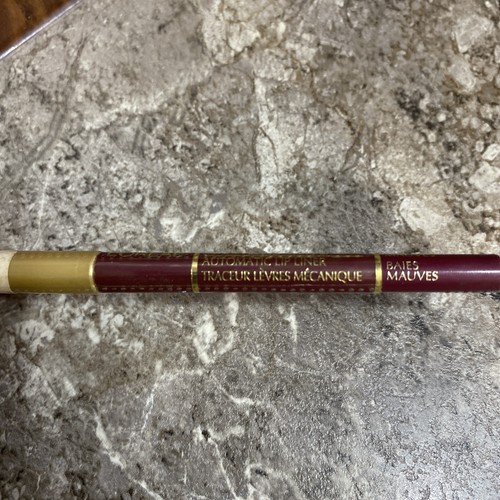 AUTOMATIC LIP LINER
TRACEUR LÈVRES MÉCANIQUE
BAIES
MAUVES